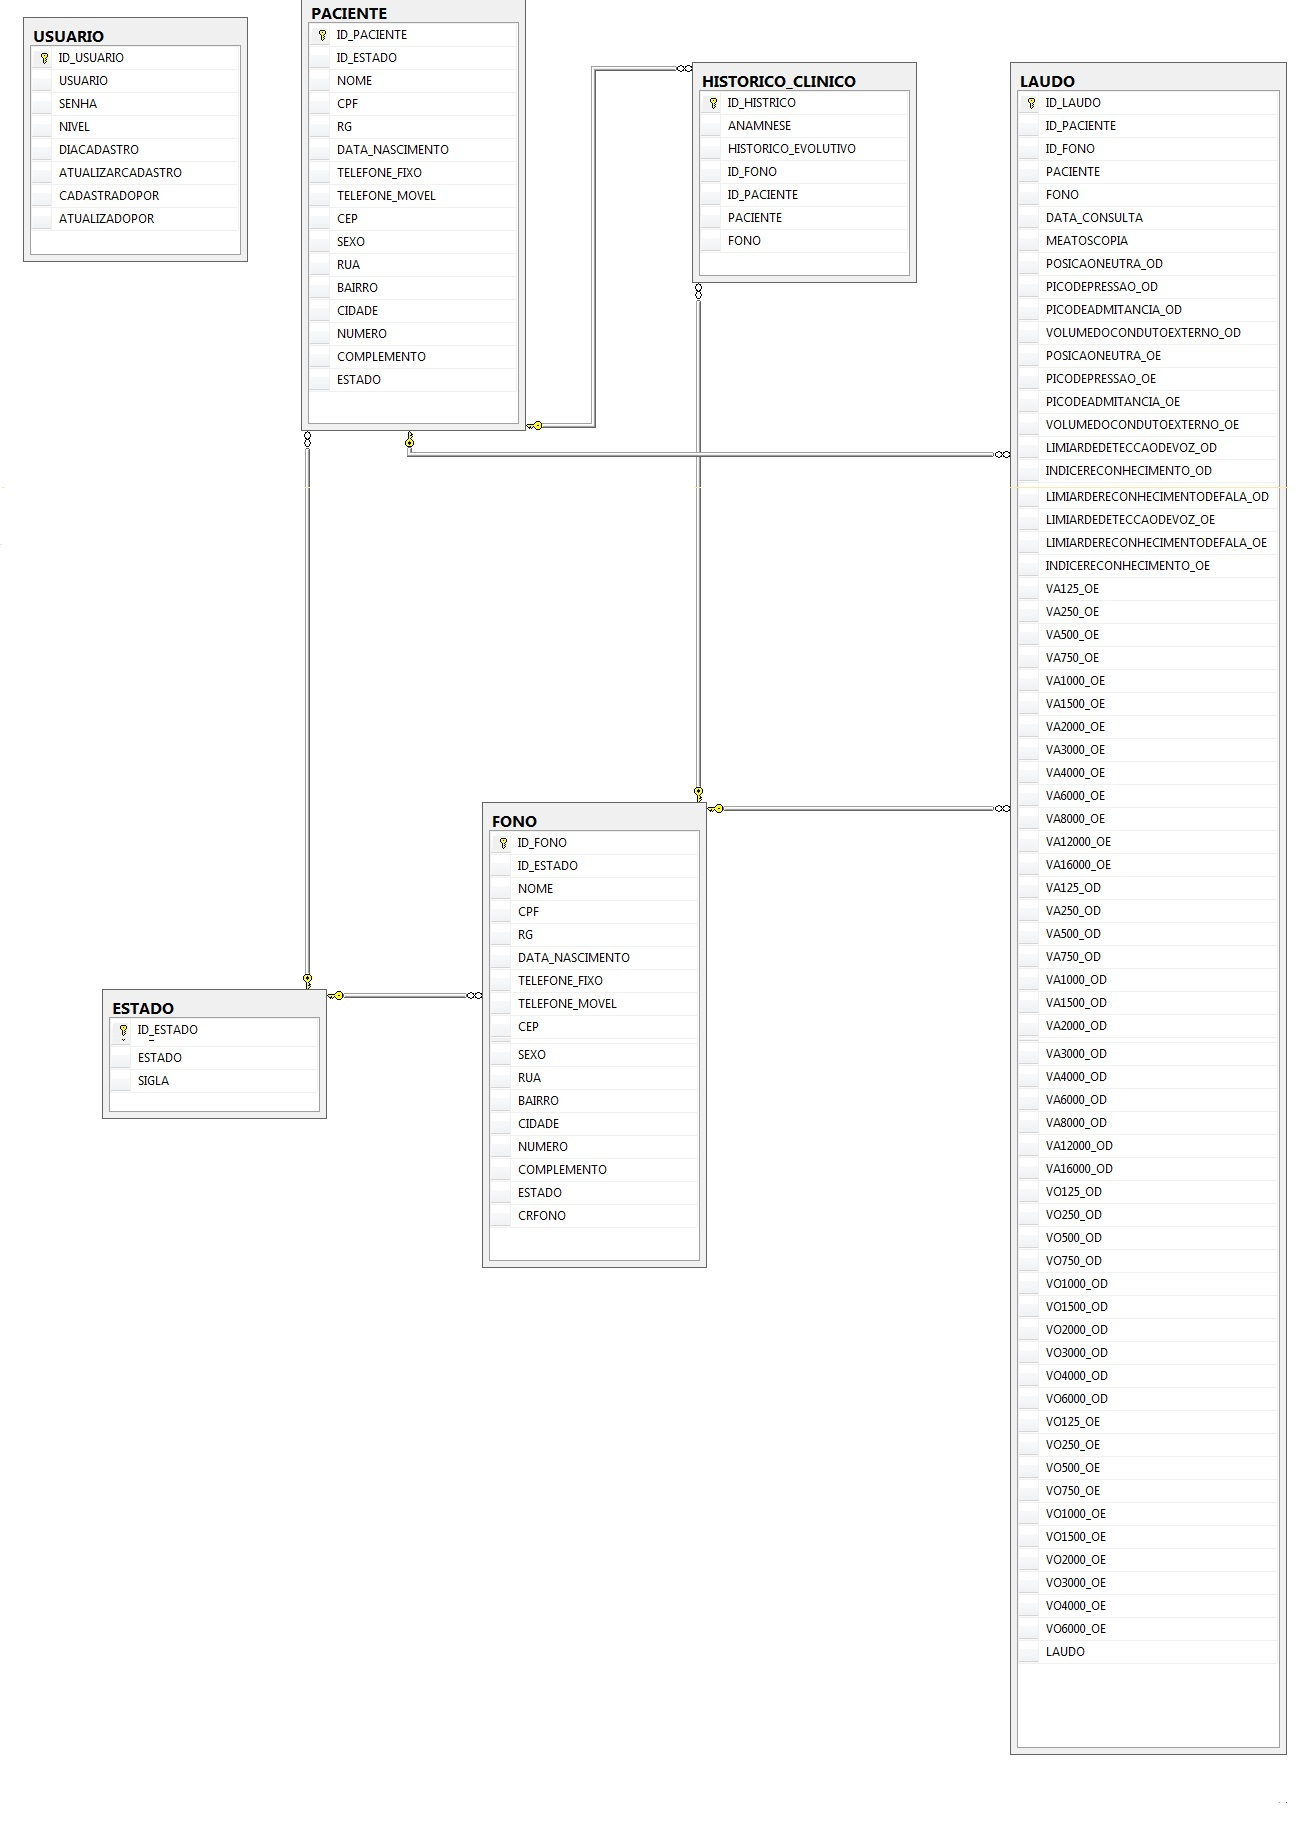 USUARIO
ID_USUARIO
USUARIO
SENHA
NIVEL
DIACADASTRO
ATUALIZARCADASTRO
CADASTRADOPOR
ATUALIZADOPOR
PACIENTE
ID_PACIENTE
ID_ESTADO
NOME
CPF
RG
DATA_NASCIMENTO
TELEFONE_FIXO
TELEFONE_MOVEL
CEP
SEXO
RUA
BAIRRO
CIDADE
NUMERO
COMPLEMENTO
ESTADO
HISTORICO_CLINICO
ID_HISTRICO
ANAMNESE
HISTORICO_EVOLUTIVO
ID_FONO
ID_PACIENTE
PACIENTE
FONO
LAUDO
ID_LAUDO
ID_PACIENTE
ID_FONO
PACIENTE
FONO
DATA_CONSULTA
MEATOSCOPIA
POSICAONEUTRA_OD
PICODEPRESSAO_OD
PICODEADMITANCIA_OD
VOLUMEDOCONDUTOEXTERNO_OD
POSICAONEUTRA_OE
PICODEPRESSAO_OE
PICODEADMITANCIA_OE
VOLUMEDOCONDUTOEXTERNO_OE
LIMIARDEDETECCAODEVOZ_OD
INDICERECONHECIMENTO_OD
LIMIARDERECONHECIMENTODEFALA_OD
LIMIARDEDETECCAODEVOZ_OE
LIMIARDERECONHECIMENTODEFALA_OE
INDICERECONHECIMENTO_OE
VA125_OE
VA250_OE
VA500_OE
VA750_OE
VA1000_OE
VA1500_OE
VA2000_OE
VA3000_OE
VA4000_OE
VA6000_OE
VA8000_OE
VA12000_OE
VA16000_OE
VA125_OD
VA250_OD
VA500_OD
VA750_OD
VA1000_OD
VA1500_OD
VA2000_OD
VA3000_OD
VA4000_OD
VA6000_OD
VA8000_OD
VA12000_OD
VA16000_OD
VO125_OD
VO250_OD
VO500_OD
VO750_OD
VO1000_OD
VO1500_OD
VO2000_OD
VO3000_OD
VO4000_OD
VO6000_OD
VO125_OE
VO250_OE
VO500_OE
VO750_OE
VO1000_OE
VO1500_OE
VO2000_OE
VO3000_OE
VO4000_OE
VO6000_OE
LAUDO
FONO
ID_FONO
ID_ESTADO
NOME
CPF
RG
DATA_NASCIMENTO
TELEFONE_FIXO
TELEFONE_MOVEL
CEP
SEXO
RUA
BAIRRO
CIDADE
NUMERO
COMPLEMENTO
ESTADO
CRFONO
ESTADO
ID_ESTADO
ESTADO
SIGLA